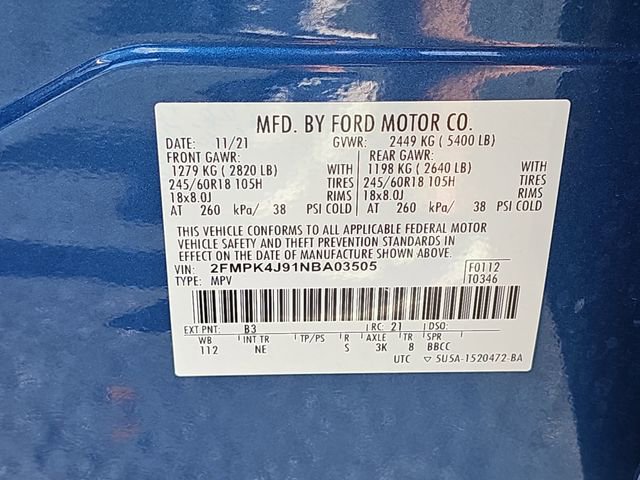 MFD. BY FORD MOTOR CO.
DATE: 11/21 GVWR: 2449 KG ( 5400 LB)
FRONT GAWR: REAR GAWR:
1279 KG ( 2820 LB) WITH 1198 KG ( 2640 LB) WITH
245/60R18 105H TIRES 245/60R18 105H TIRES
18x8.0J RIMS 18x8.0J RIMS
AT 260 kPa/ 38 PSI COLD AT 260 kPa/ 38 PSI COLD
THIS VEHICLE CONFORMS TO ALL APPLICABLE FEDERAL MOTOR
VEHICLE SAFETY AND THEFT PREVENTION STANDARDS IN
EFFECT ON THE DATE OF MANUFACTURE SHOWN ABOVE.
VIN: 2FMPK4J91NBA03505 F0112
TYPE: MPV T0346
EXT PNT: B3 RC: 21 DSO:
WB INT TR TP/PS R AXLE TR SPR
112 NE S 3K 8 BBCC
UTC 5U5A-1520472-BA